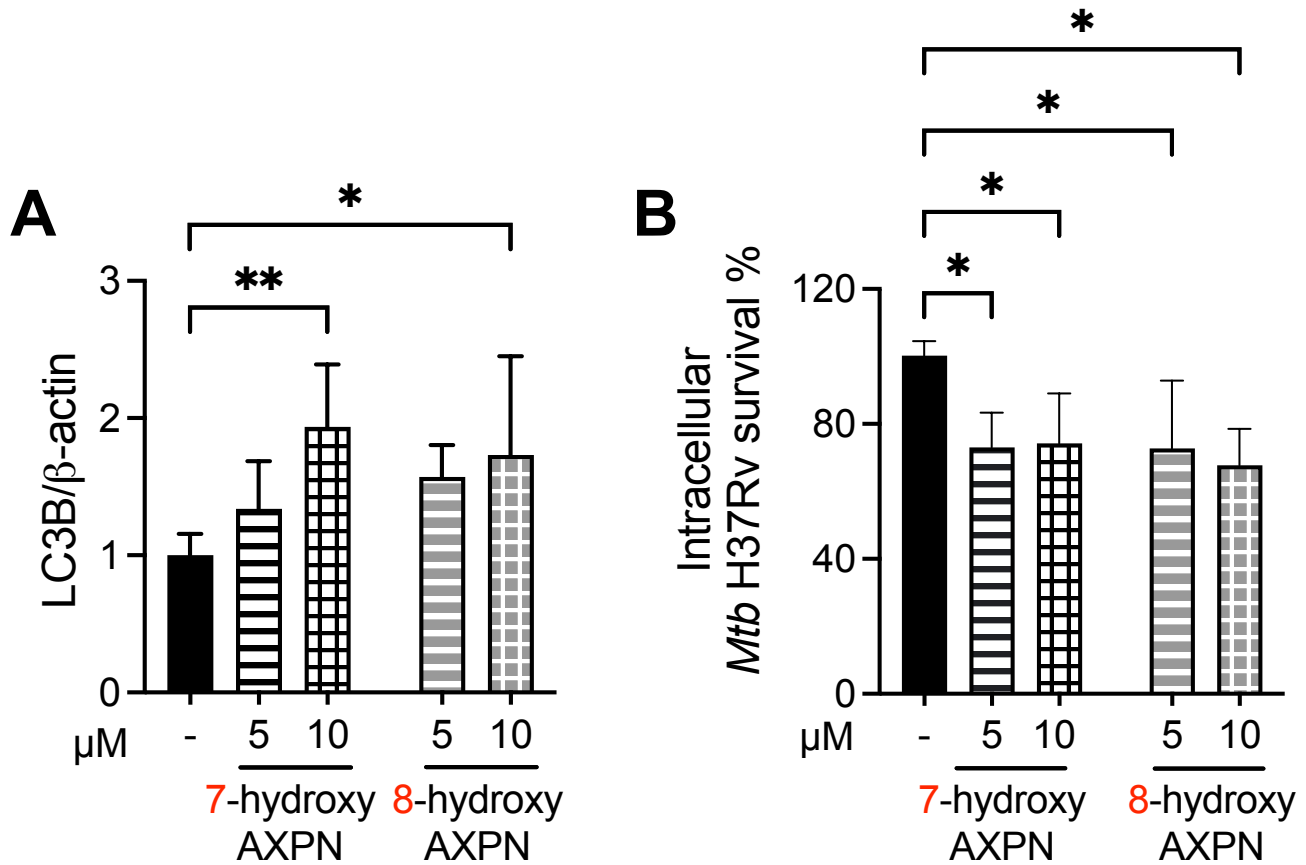 A
*
**
LC3B/β-actin
3
2
1
0
µM
-
5
10
5
10
7-hydroxy
AXPN
8-hydroxy
AXPN
B
*
*
*
*
Intracellular
Mtb H37Rv survival %
120
80
40
0
µM
-
5
10
5
10
7-hydroxy
AXPN
8-hydroxy
AXPN